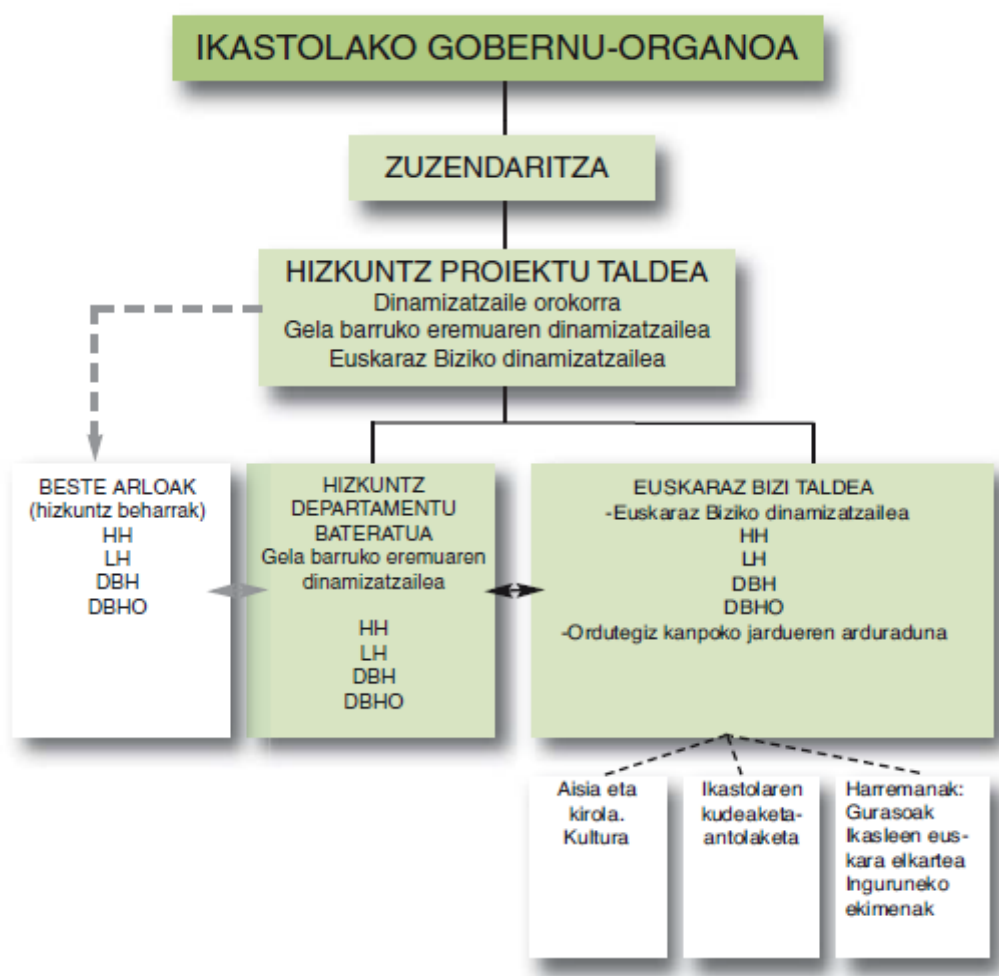 IKASTOLAKO GOBERNU-ORGANOA
ZUZENDARITZA
HIZKUNTZ PROIEKTU TALDEA
Dinamizatzaile orokorra
Gela barruko eremuaren dinamizatzailea
Euskaraz Biziko dinamizatzailea
BESTE ARLOAK
(hizkuntz beharrak)
HH
LH
DBH
DBHO
HIZKUNTZ
DEPARTAMENTU
BATERATUA
Gela barruko eremuaren
dinamizatzailea
HH
LH
DBH
DBHO
EUSKARAZ BIZI TALDEA
-Euskaraz Biziko dinamizatzailea
HH
LH
DBH
DBHO
-Ordutegiz kanpoko jardueren arduraduna
Aisia eta
kirola.
Kultura
Ikastolaren
kudeaketa-
antolaketa
Harremanak:
Gurasoak
Ikasleen eus-
kara elkartea
Inguruneko
ekimenak